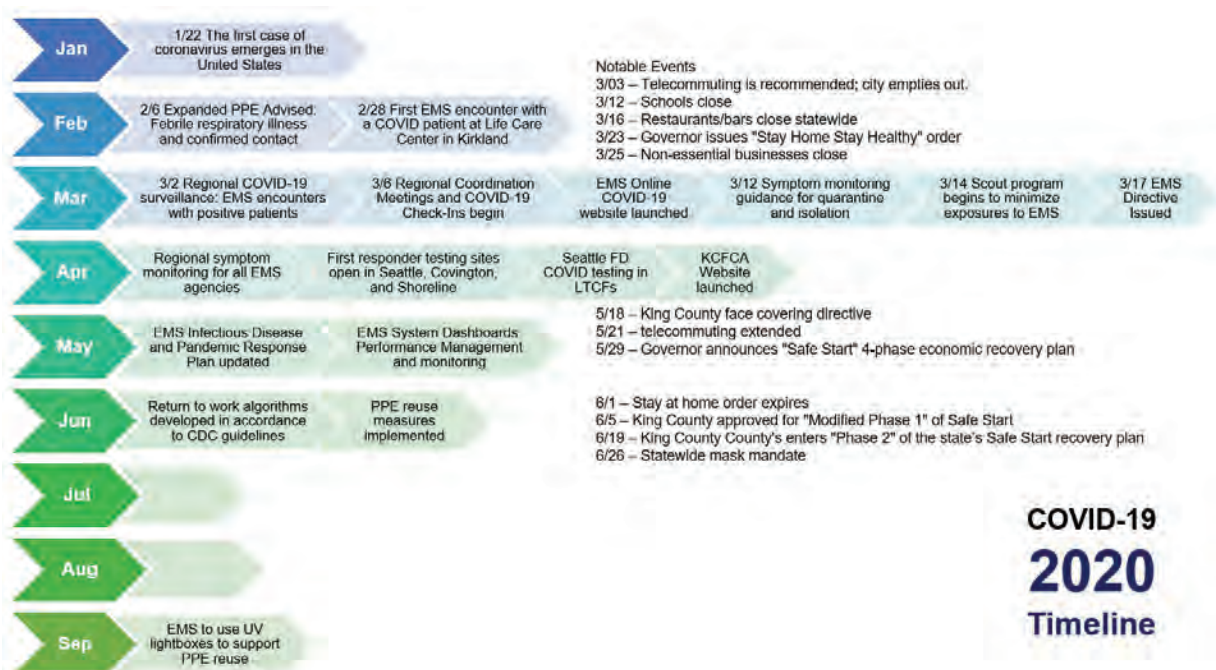 Jan
1/22 The first case of
coronavirus emerges in the
United States
Notable Events
3/03 – Telecommuting is recommended; city empties out.
3/12 – Schools close
3/16 – Restaurants/bars close statewide
3/23 – Governor issues "Stay Home Stay Healthy" order
3/25 – Non-essential businesses close
Feb
2/6 Expanded PPE Advised:
Febrile respiratory illness
and confirmed contact
2/28 First EMS encounter with
a COVID patient at Life Care
Center in Kirkland
Mar
3/2 Regional COVID-19
surveillance: EMS encounters
with positive patients
3/6 Regional Coordination
Meetings and COVID-19
Check-Ins begin
EMS Online
COVID-19
website launched
3/12 Symptom monitoring
guidance for quarantine
and isolation
3/14 Scout program
begins to minimize
exposures to EMS
3/17 EMS
Directive
Issued
Apr
Regional symptom
monitoring for all EMS
agencies
First responder testing sites
open in Seattle, Covington,
and Shoreline
Seattle FD
COVID testing in
LTCFs
KCFCA
Website
launched
May
EMS Infectious Disease
and Pandemic Response
Plan updated
EMS System Dashboards
Performance Management
and monitoring
5/18 – King County face covering directive
5/21 – telecommuting extended
5/29 – Governor announces "Safe Start" 4-phase economic recovery plan
Jun
Return to work algorithms
developed in accordance
to CDC guidelines
PPE reuse
measures
implemented
6/1 – Stay at home order expires
6/5 – King County approved for "Modified Phase 1" of Safe Start
6/19 – King County County's enters "Phase 2" of the state's Safe Start recovery plan
6/26 – Statewide mask mandate
Jul
Aug
Sep
EMS to use UV
lightboxes to support
PPE reuse
COVID-19
2020
Timeline